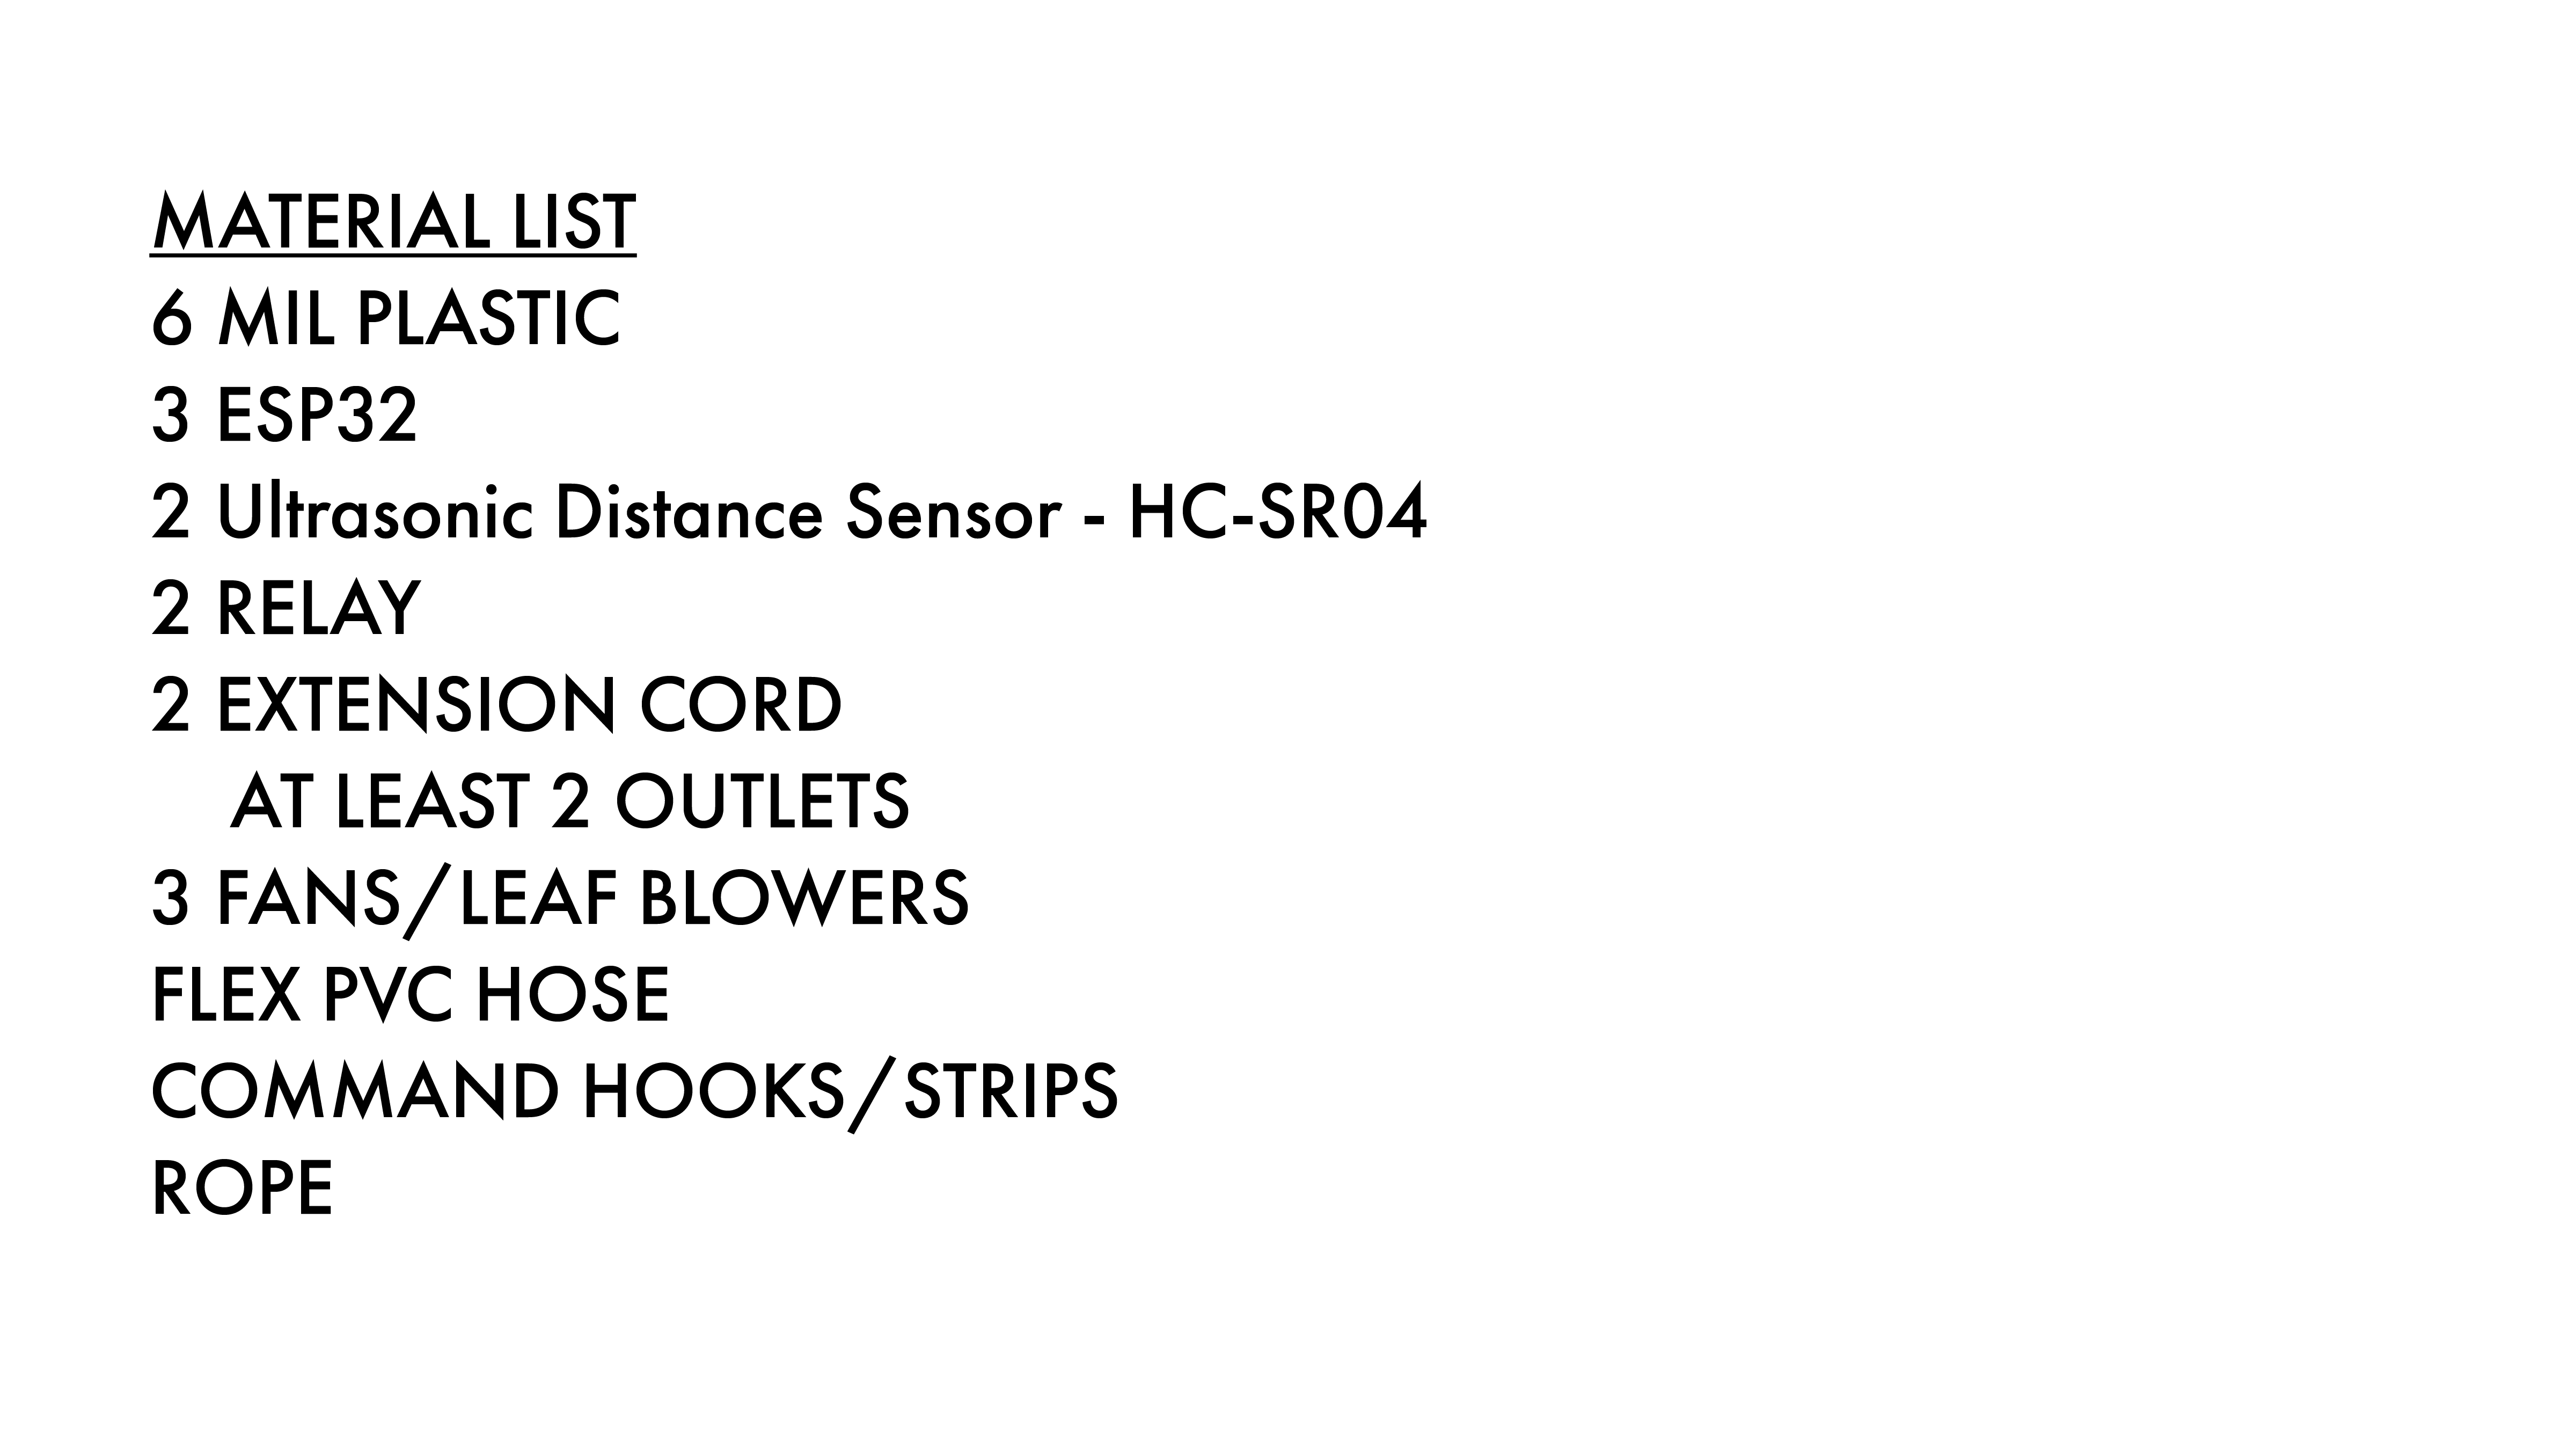 MATERIAL LIST
6 MIL PLASTIC
3 ESP32
2 Ultrasonic Distance Sensor - HC-SR04
2 RELAY
2 EXTENSION CORD
AT LEAST 2 OUTLETS
3 FANS/LEAF BLOWERS
FLEX PVC HOSE
COMMAND HOOKS/STRIPS
ROPE